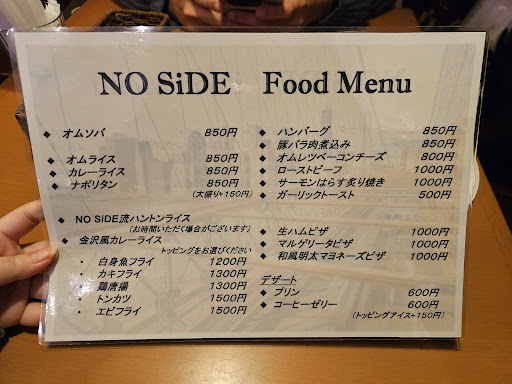 NO SiDE Food Menu
◆ オムソバ 850円
◆ オムライス 850円
◆ カレーライス 850円
◆ ナポリタン 850円
(大盛り+150円)
◆ NO SiDE流ハントンライス
(お時間いただく場合がございます)
◆ 金沢風カレーライス
トッピングをお選びください
・ 白身魚フライ 1200円
・ カキフライ 1300円
・ 鶏唐揚 1300円
・ トンカツ 1500円
・ エビフライ 1500円
◆ ハンバーグ 850円
◆ 豚バラ肉煮込み 850円
◆ オムレツベーコンチーズ 800円
◆ ローストビーフ 1000円
◆ サーモンはらす炙り焼き 1000円
◆ ガーリックトースト 500円
◆ 生ハムピザ 1000円
◆ マルゲリータピザ 1000円
◆ 和風明太マヨネーズピザ 1000円
デザート
◆ プリン 600円
◆ コーヒーゼリー 600円
(トッピングアイス+150円)